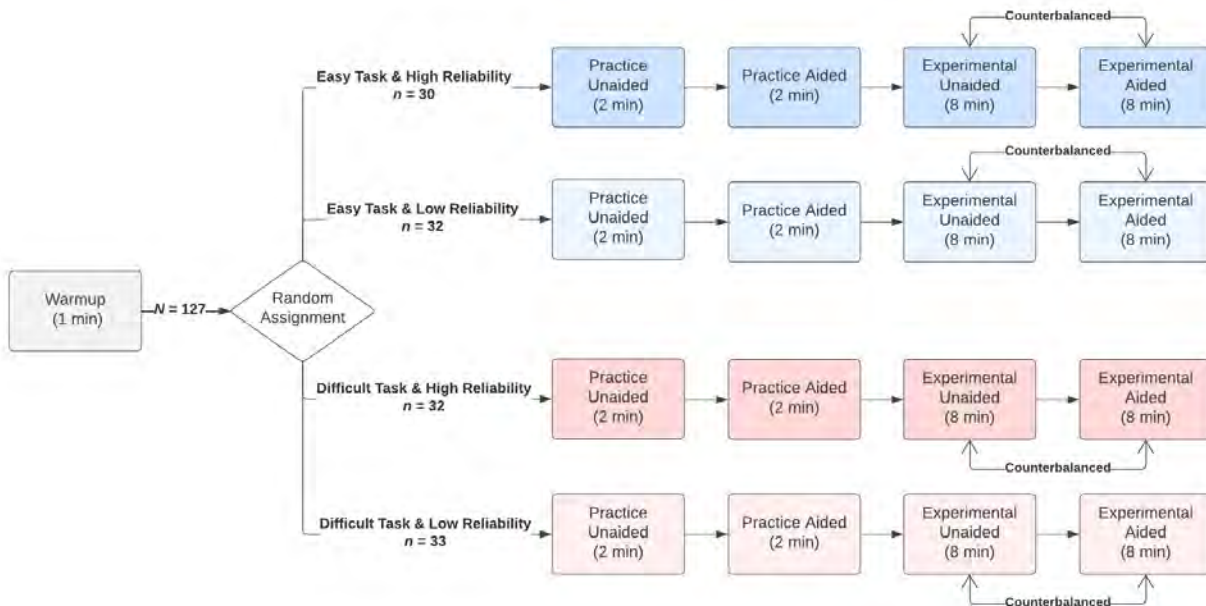 Counterbalanced
Easy Task & High Reliability
n = 30
Practice
Unaided
(2 min)
Practice Aided
(2 min)
Experimental
Unaided
(8 min)
Experimental
Aided
(8 min)
Counterbalanced
Easy Task & Low Reliability
n = 32
Practice
Unaided
(2 min)
Practice Aided
(2 min)
Experimental
Unaided
(8 min)
Experimental
Aided
(8 min)
Warmup
(1 min)
N = 127
Random
Assignment
Difficult Task & High Reliability
n = 32
Practice
Unaided
(2 min)
Practice Aided
(2 min)
Experimental
Unaided
(8 min)
Experimental
Aided
(8 min)
Counterbalanced
Difficult Task & Low Reliability
n = 33
Practice
Unaided
(2 min)
Practice Aided
(2 min)
Experimental
Unaided
(8 min)
Experimental
Aided
(8 min)
Counterbalanced